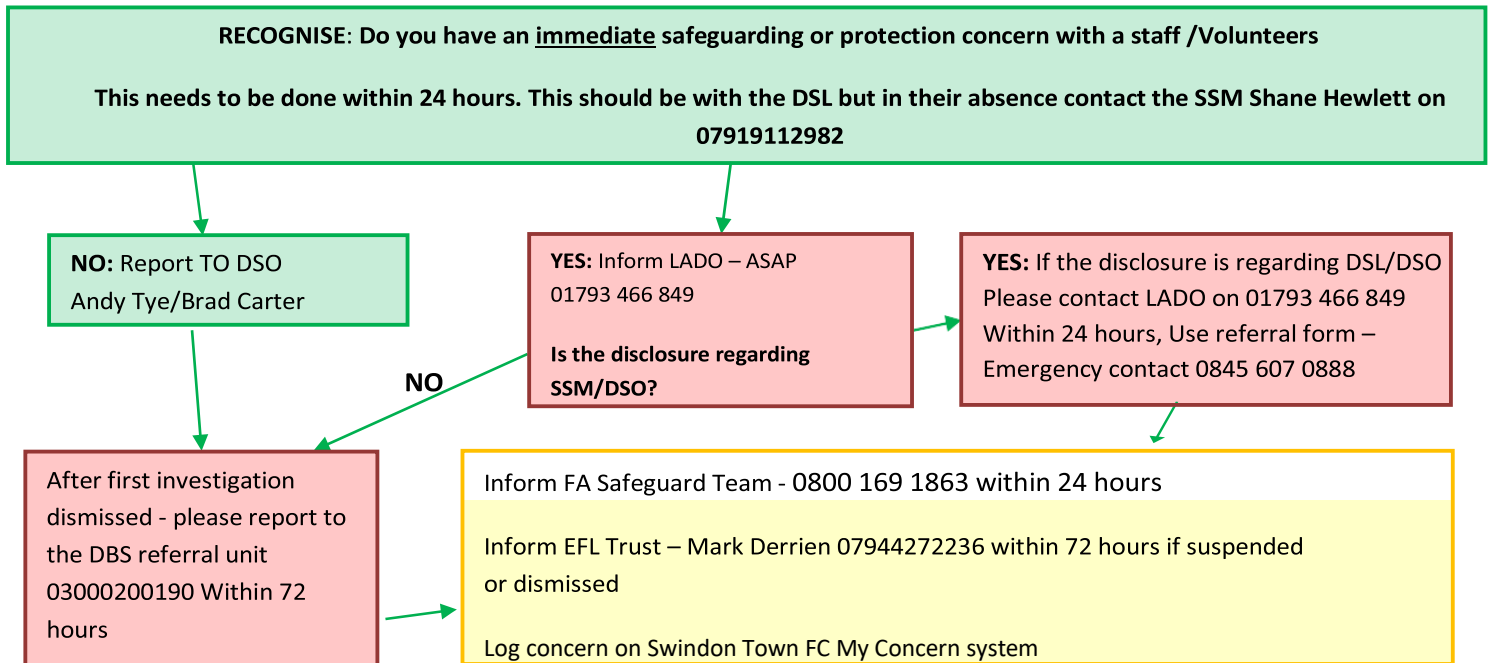 RECOGNISE: Do you have an immediate safeguarding or protection concern with a staff /Volunteers
This needs to be done within 24 hours. This should be with the DSL but in their absence contact the SSM Shane Hewlett on
07919112982
NO: Report TO DSO
Andy Tye/Brad Carter
YES: Inform LADO – ASAP
01793 466 849
Is the disclosure regarding
SSM/DSO?
YES: If the disclosure is regarding DSL/DSO
Please contact LADO on 01793 466 849
Within 24 hours, Use referral form –
Emergency contact 0845 607 0888
NO
After first investigation
dismissed - please report to
the DBS referral unit
03000200190 Within 72
hours
Inform FA Safeguard Team - 0800 169 1863 within 24 hours
Inform EFL Trust – Mark Derrien 07944272236 within 72 hours if suspended
or dismissed
Log concern on Swindon Town FC My Concern system